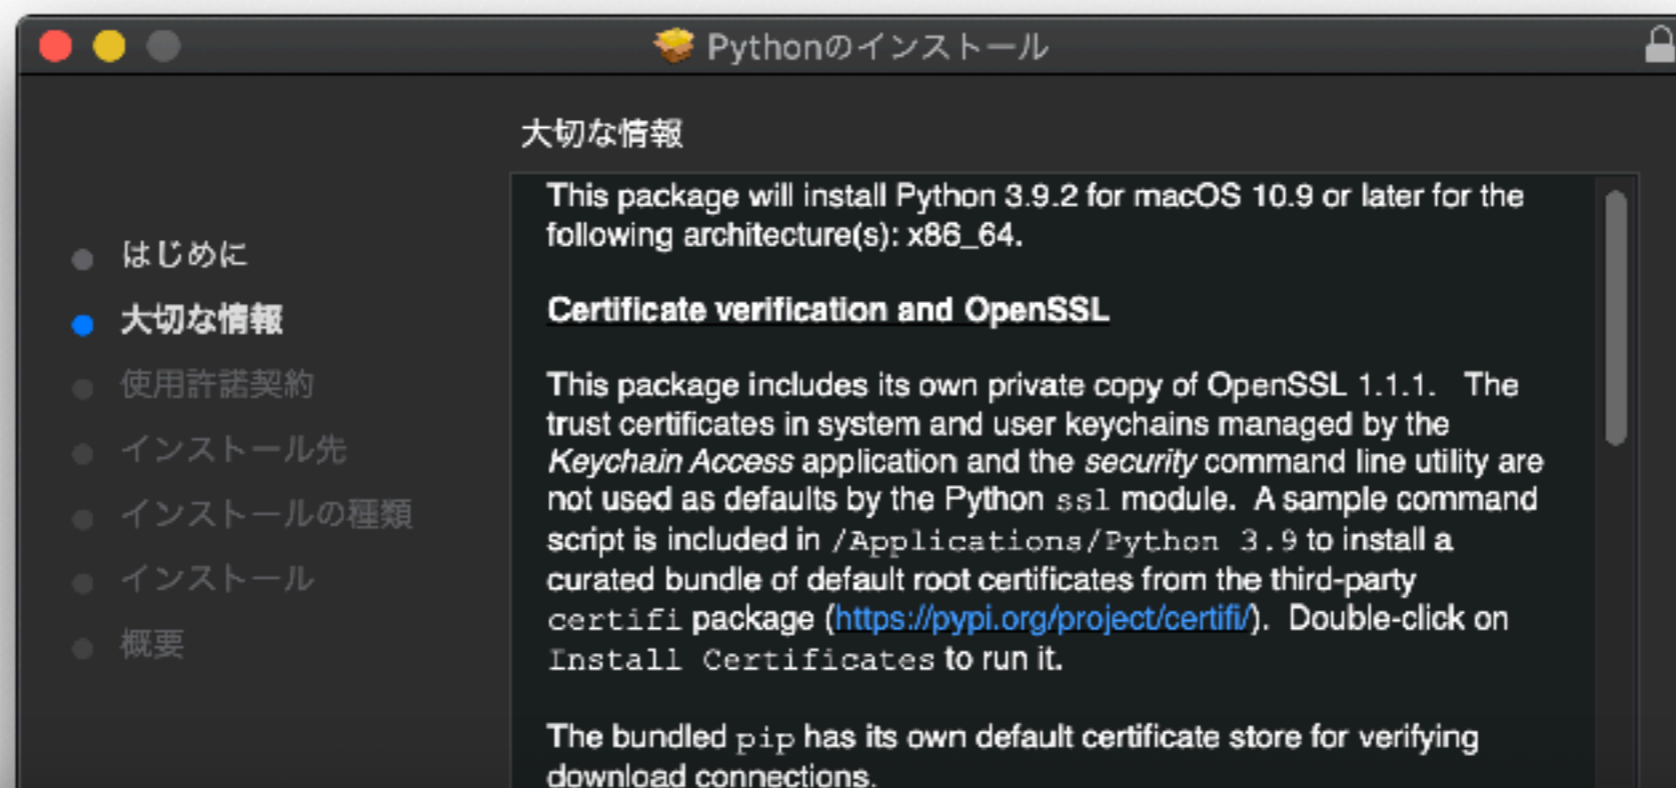 Pythonのインストール
大切な情報
はじめに
大切な情報
使用許諾契約
インストール先
インストールの種類
インストール
概要
This package will install Python 3.9.2 for macOS 10.9 or later for the
following architecture(s): x86_64.
Certificate verification and OpenSSL
This package includes its own private copy of OpenSSL 1.1.1.   The
trust certificates in system and user keychains managed by the
Keychain Access application and the security command line utility are
not used as defaults by the Python ssl module.  A sample command
script is included in /Applications/Python 3.9 to install a
curated bundle of default root certificates from the third-party
certifi package (https://pypi.org/project/certifi/).  Double-click on
Install Certificates to run it.
The bundled pip has its own default certificate store for verifying
download connections.